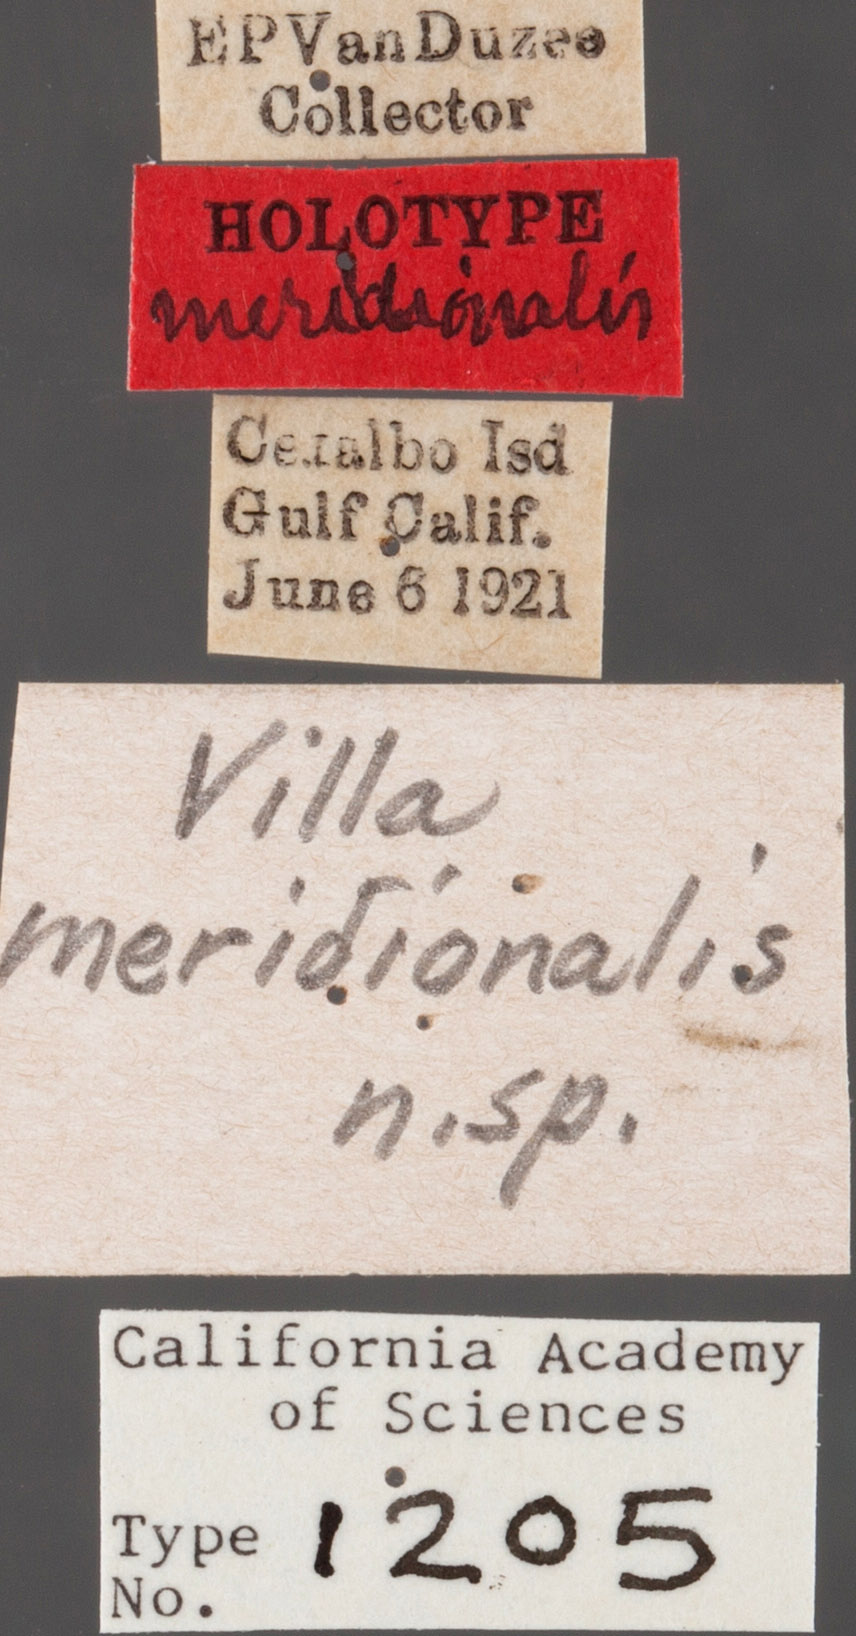 EPVanDuzee
Collector
HOLOTYPE
meridionalis
Ceralbo Isd
Gulf Calif.
June 6 1921
Villa
meridionalis
n.sp.
California Academy
of Sciences
Type 1205
No.